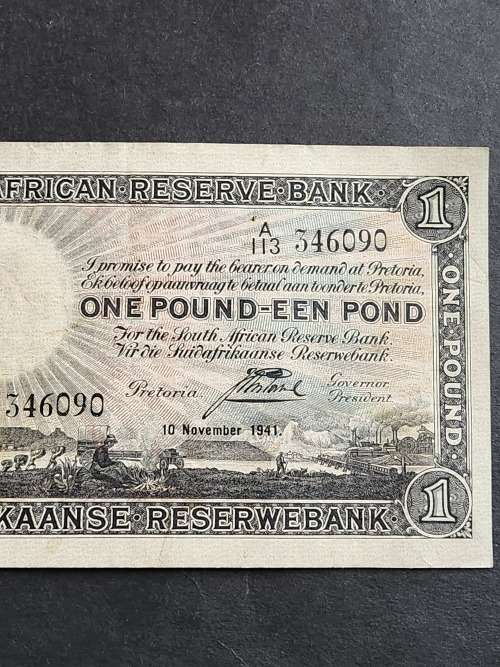 AFRICAN·RESERVE·BANK·
1
A
113 346090
I promise to pay the bearer on demand at Pretoria,
Ek beloof op aanvraag te betaal aan toonder te Pretoria,
ONE POUND-EEN POND
For the South African Reserve Bank.
Vir die Suidafrikaanse Reserwebank.
Pretoria.
Governor
President.
346090
10 November 1941.
·ONE·POUND·
KAANSE·RESERWEBANK·
1